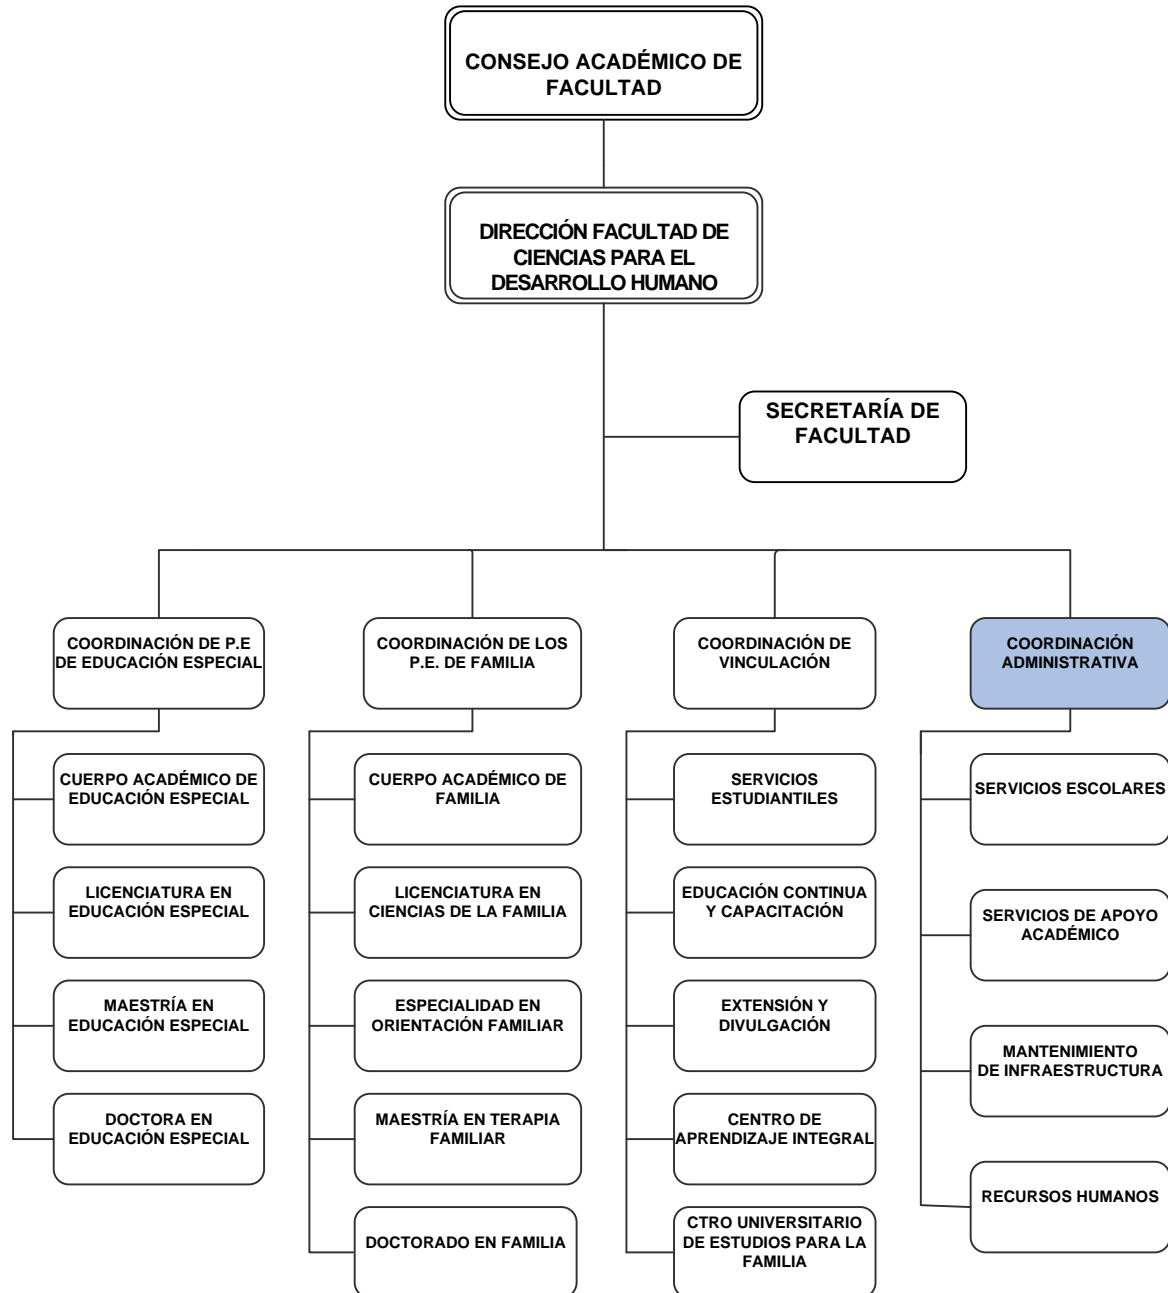 CONSEJO ACADÉMICO DE
FACULTAD
DIRECCIÓN FACULTAD DE
CIENCIAS PARA EL
DESARROLLO HUMANO
SECRETARÍA DE
FACULTAD
COORDINACIÓN DE P.E
DE EDUCACIÓN ESPECIAL
COORDINACIÓN DE LOS
P.E. DE FAMILIA
COORDINACIÓN DE
VINCULACIÓN
COORDINACIÓN
ADMINISTRATIVA
CUERPO ACADÉMICO DE
EDUCACIÓN ESPECIAL
CUERPO ACADÉMICO DE
FAMILIA
SERVICIOS
ESTUDIANTILES
SERVICIOS ESCOLARES
LICENCIATURA EN
EDUCACIÓN ESPECIAL
LICENCIATURA EN
CIENCIAS DE LA FAMILIA
EDUCACIÓN CONTINUA
Y CAPACITACIÓN
SERVICIOS DE APOYO
ACADÉMICO
MAESTRÍA EN
EDUCACIÓN ESPECIAL
ESPECIALIDAD EN
ORIENTACIÓN FAMILIAR
EXTENSIÓN Y
DIVULGACIÓN
MANTENIMIENTO
DE INFRAESTRUCTURA
DOCTORA EN
EDUCACIÓN ESPECIAL
MAESTRÍA EN TERAPIA
FAMILIAR
CENTRO DE
APRENDIZAJE INTEGRAL
RECURSOS HUMANOS
DOCTORADO EN FAMILIA
CTRO UNIVERSITARIO
DE ESTUDIOS PARA LA
FAMILIA